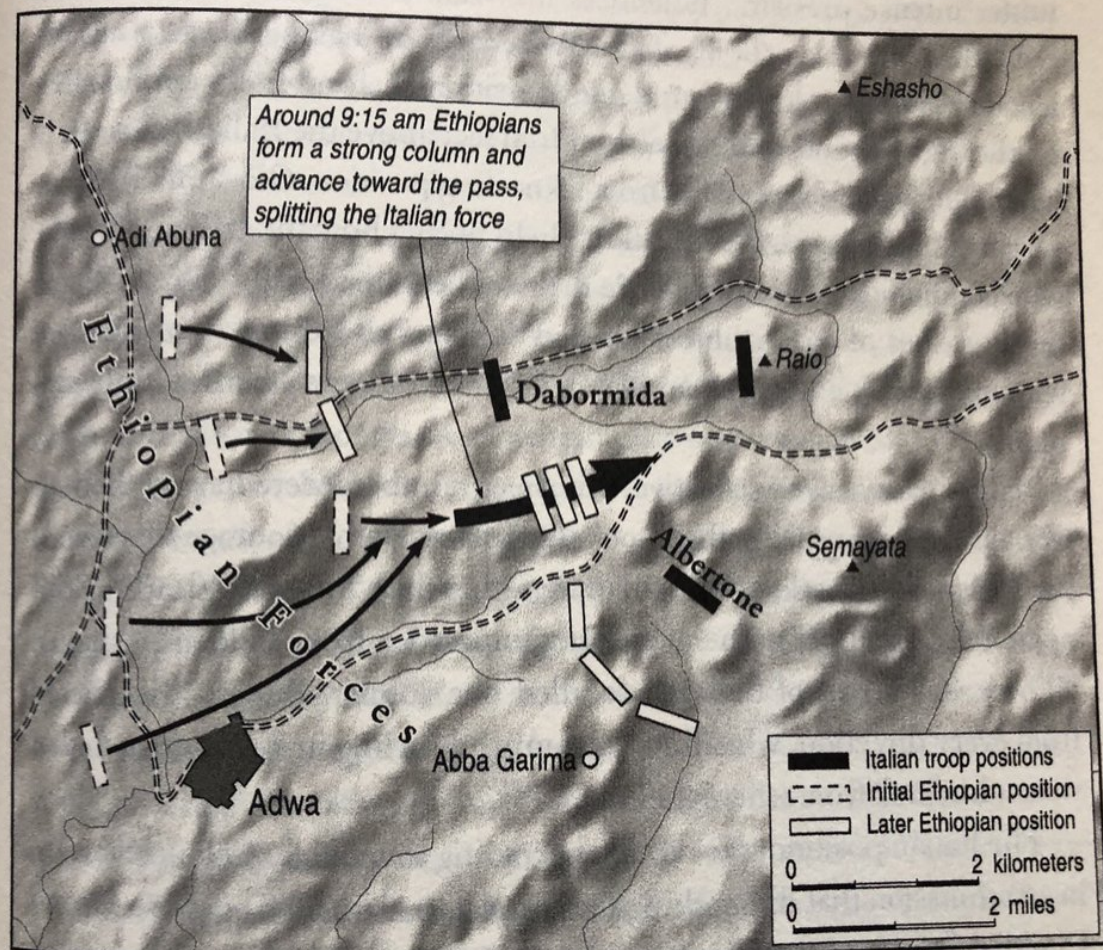 Eshasho
Around 9:15 am Ethiopians
form a strong column and
advance toward the pass,
splitting the Italian force
Adi Abuna
Raio
Dabormida
Ethiopian Forces
Albertone
Semayata
Abba Garima
Adwa
Italian troop positions
Initial Ethiopian position
Later Ethiopian position
0 2 kilometers
0 2 miles